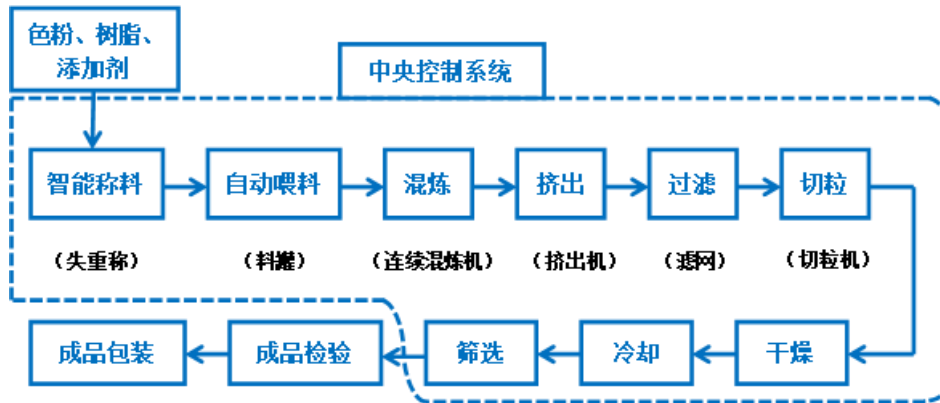 色粉、树脂、
添加剂
中央控制系统
智能称料
自动喂料
混炼
挤出
过滤
切粒
（失重称）
（料罐）
（连续混炼机）
（挤出机）
（滤网）
（切粒机）
成品包装
成品检验
筛选
冷却
干燥